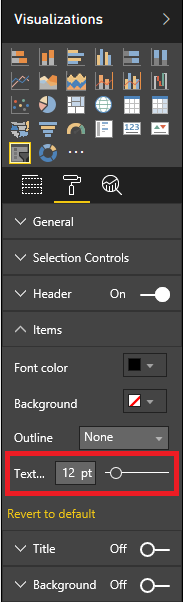 Visualizations
R
123
General
Selection Controls
Header On
Items
Font color
Background
Outline None
Text... 12 pt
Revert to default
Title Off
Background Off